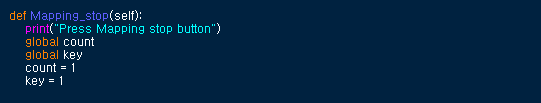 def Mapping_stop(self):
    print("Press Mapping stop button")
    global count
    global key
    count = 1
    key = 1